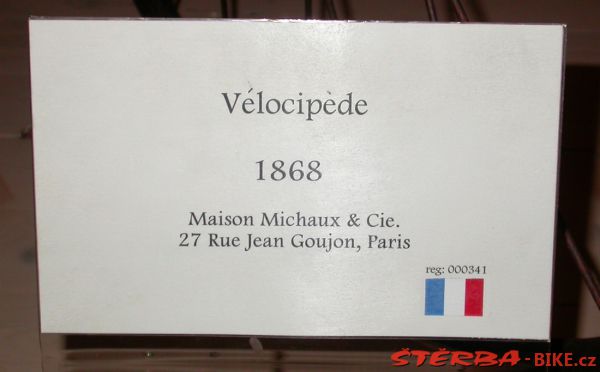 Vélocipède
1868
Maison Michaux & Cie.
27 Rue Jean Goujon, Paris
reg: 000341
ŠTĚRBA-BIKE.cz